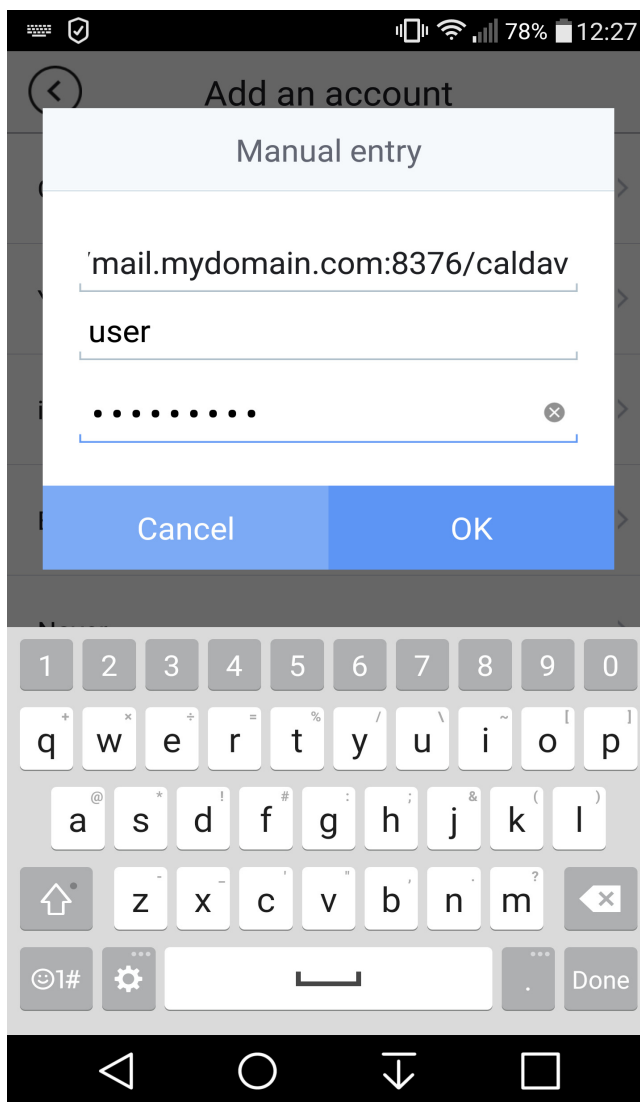 78% 12:27
Add an account
Manual entry
/mail.mydomain.com:8376/caldav
user
•••••••••
Cancel OK
1 2 3 4 5 6 7 8 9 0
+ × ÷ = % / \ ~ [ ]
q w e r t y u i o p
@ * ! # : ; & ( )
a s d f g h j k l
- _ ' " , . ?
z x c v b n m
☺1# . Done